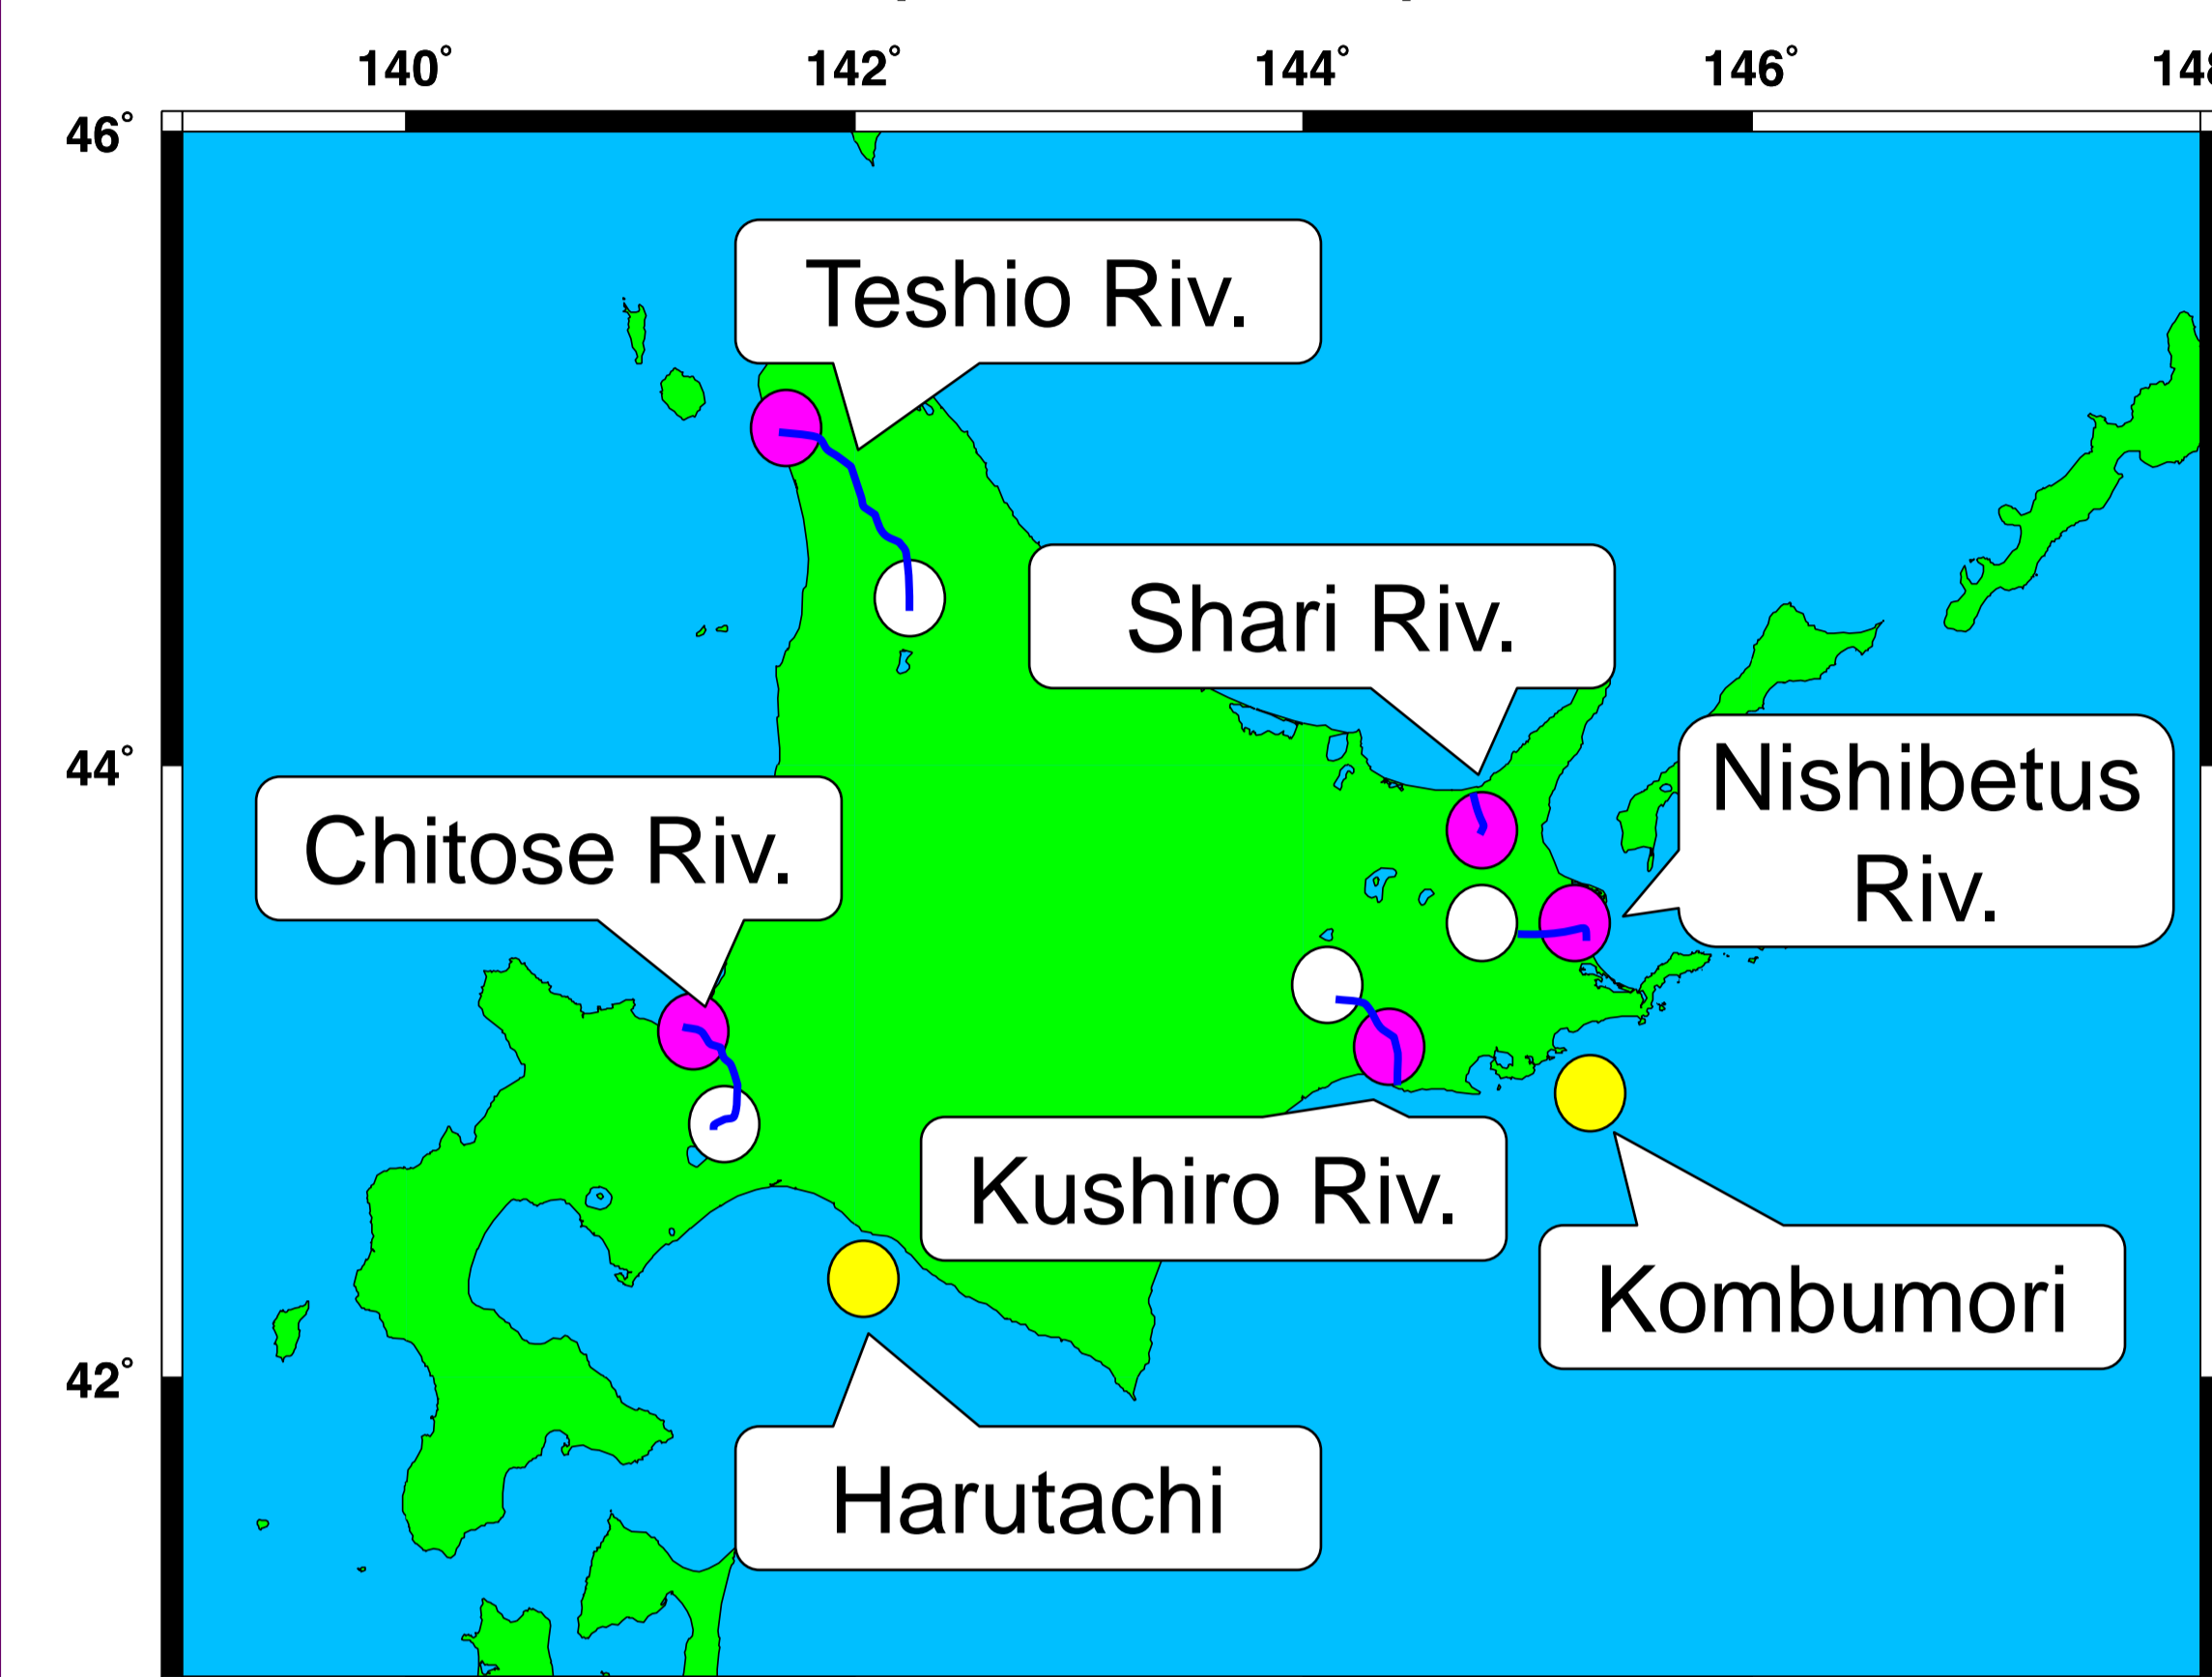 140°
142°
144°
146°
14
46°
Teshio Riv.
Shari Riv.
44°
Nishibetus
Riv.
Chitose Riv.
Kushiro Riv.
Kombumori
42°
Harutachi